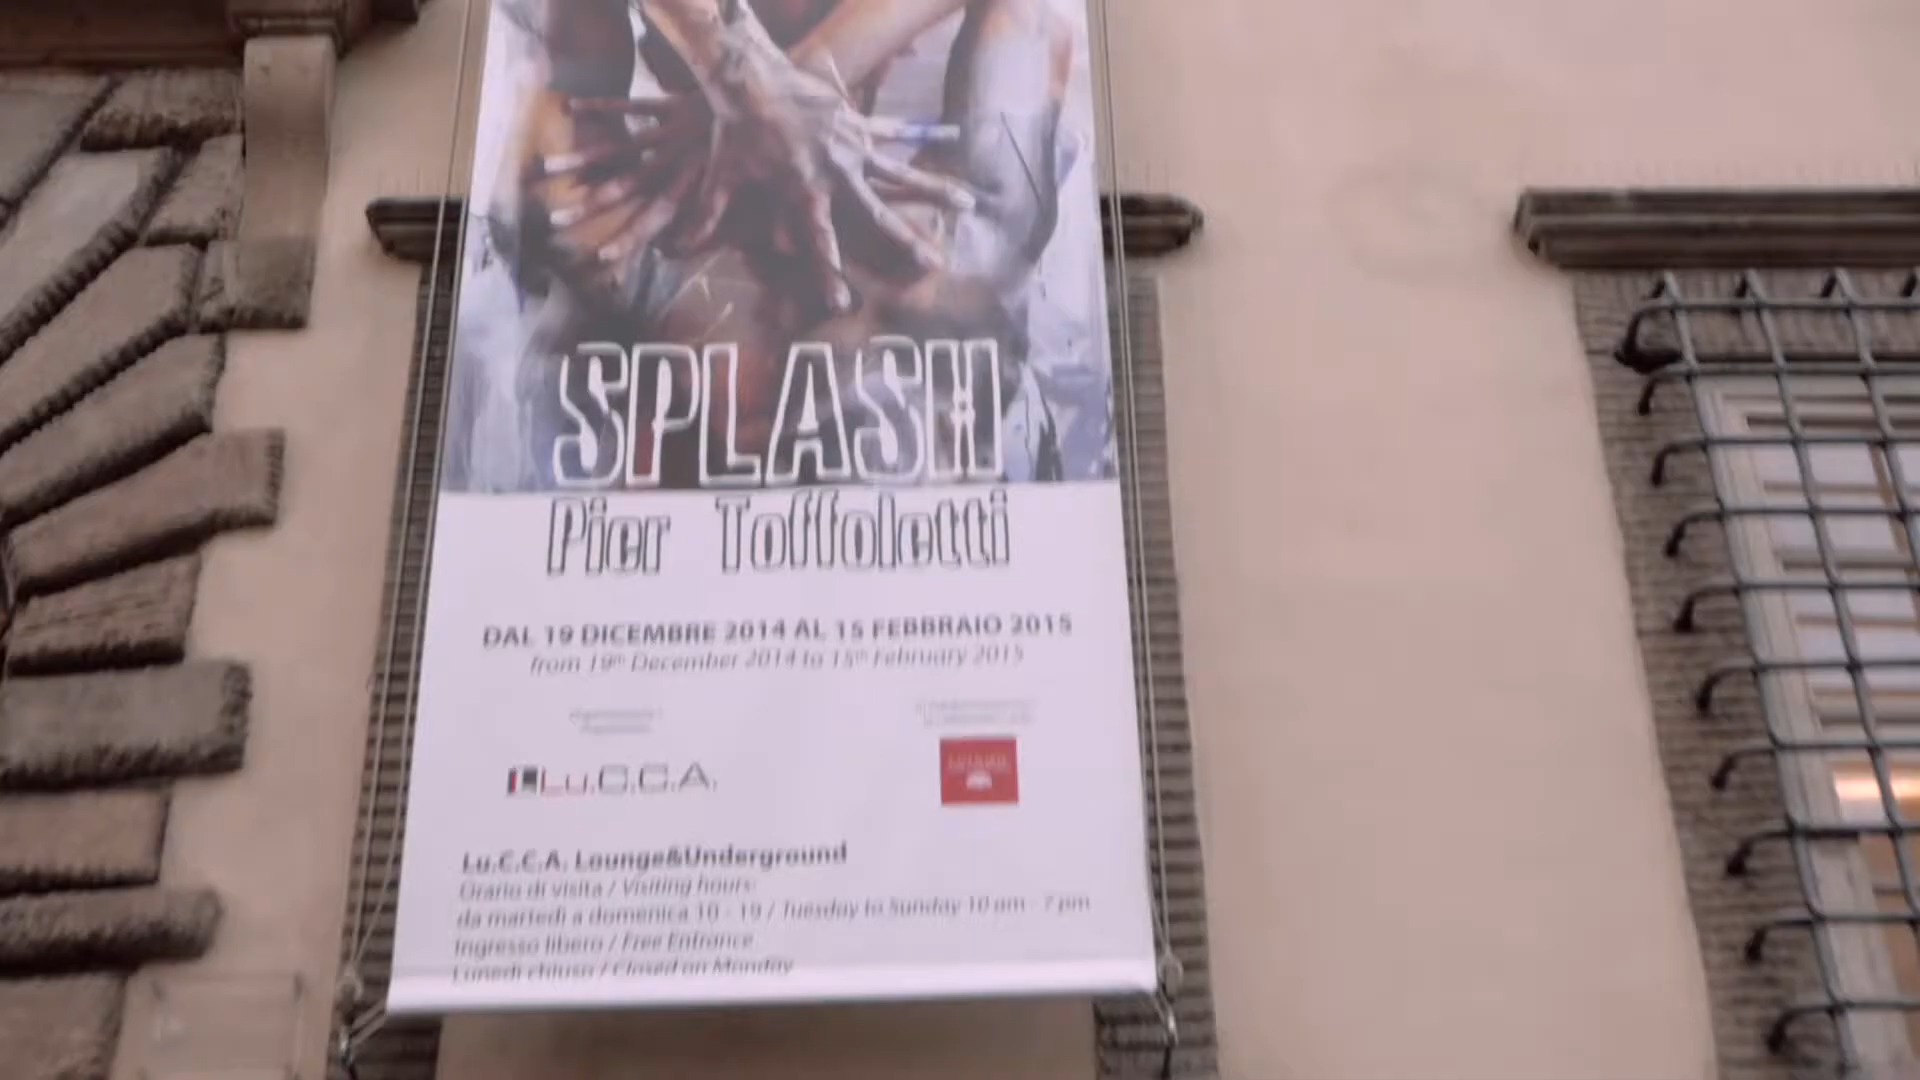 SPLASH
Pier Toffoletti
DAL 19 DICEMBRE 2014 AL 15 FEBBRAIO 2015
from 19th December 2014 to 15th February 2015
Lu.C.C.A.
Lu.C.C.A. Lounge&Underground
Orario di visita / Visiting hours:
da martedì a domenica 10 - 19 / Tuesday to Sunday 10 am - 7 pm
Ingresso libero / Free Entrance
Lunedì chiuso / Closed on Monday